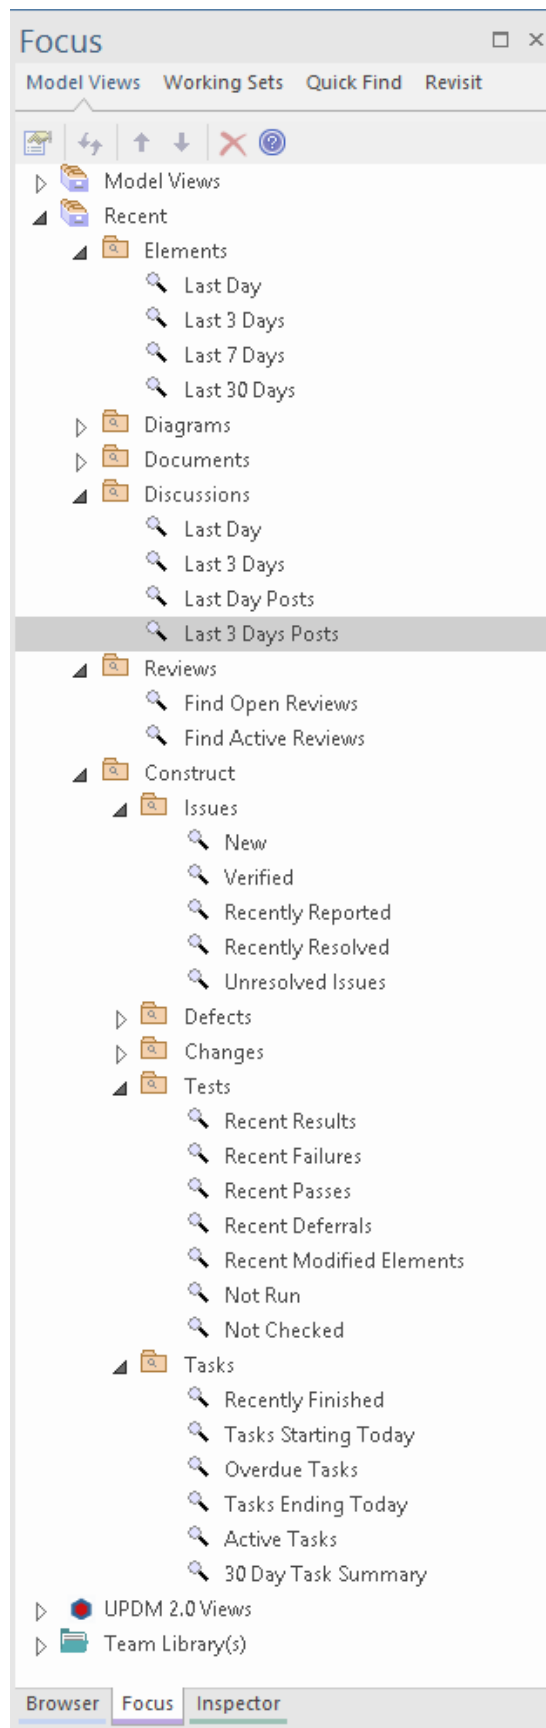 Focus
Model Views Working Sets Quick Find Revisit
Model Views
Recent
Elements
Last Day
Last 3 Days
Last 7 Days
Last 30 Days
Diagrams
Documents
Discussions
Last Day
Last 3 Days
Last Day Posts
Last 3 Days Posts
Reviews
Find Open Reviews
Find Active Reviews
Construct
Issues
New
Verified
Recently Reported
Recently Resolved
Unresolved Issues
Defects
Changes
Tests
Recent Results
Recent Failures
Recent Passes
Recent Deferrals
Recent Modified Elements
Not Run
Not Checked
Tasks
Recently Finished
Tasks Starting Today
Overdue Tasks
Tasks Ending Today
Active Tasks
30 Day Task Summary
UPDM 2.0 Views
Team Library(s)
Browser Focus Inspector